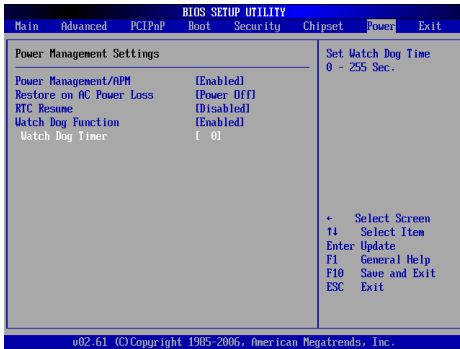 BIOS SETUP UTILITY
Main Advanced PCIPnP Boot Security Chipset Power Exit
Power Management Settings
Power Management/APM [Enabled]
Restore on AC Power Loss [Power Off]
RTC Resume [Disabled]
Watch Dog Function [Enabled]
Watch Dog Timer [ 0]
Set Watch Dog Time
0 - 255 Sec.
← Select Screen
↑↓ Select Item
Enter Update
F1 General Help
F10 Save and Exit
ESC Exit
v02.61 (C)Copyright 1985-2006, American Megatrends, Inc.